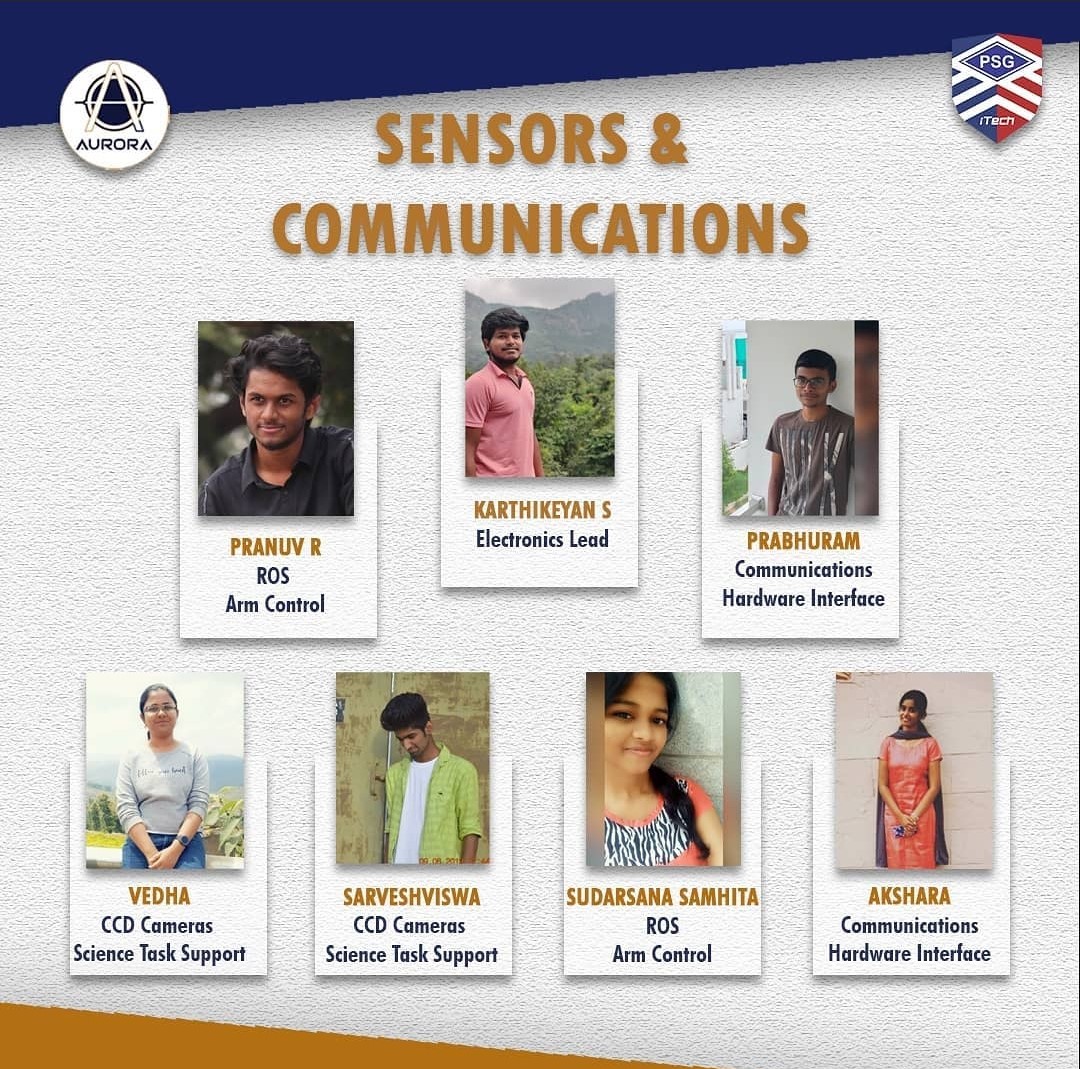 AURORA
PSG
iTech
SENSORS &
COMMUNICATIONS
KARTHIKEYAN S
Electronics Lead
PRANUV R
ROS
Arm Control
PRABHURAM
Communications
Hardware Interface
VEDHA
CCD Cameras
Science Task Support
SARVESHVISWA
CCD Cameras
Science Task Support
SUDARSANA SAMHITA
ROS
Arm Control
AKSHARA
Communications
Hardware Interface